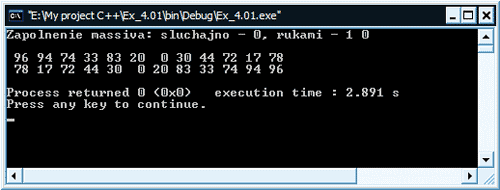 "E:\My project C++\Ex_4.01\bin\Debug\Ex_4.01.exe"
Zapolnenie massiva: sluchajno - 0, rukami - 1 0
96 94 74 33 83 20 0 30 44 72 17 78
78 17 72 44 30 0 20 83 33 74 94 96
Process returned 0 (0x0) execution time : 2.891 s
Press any key to continue.